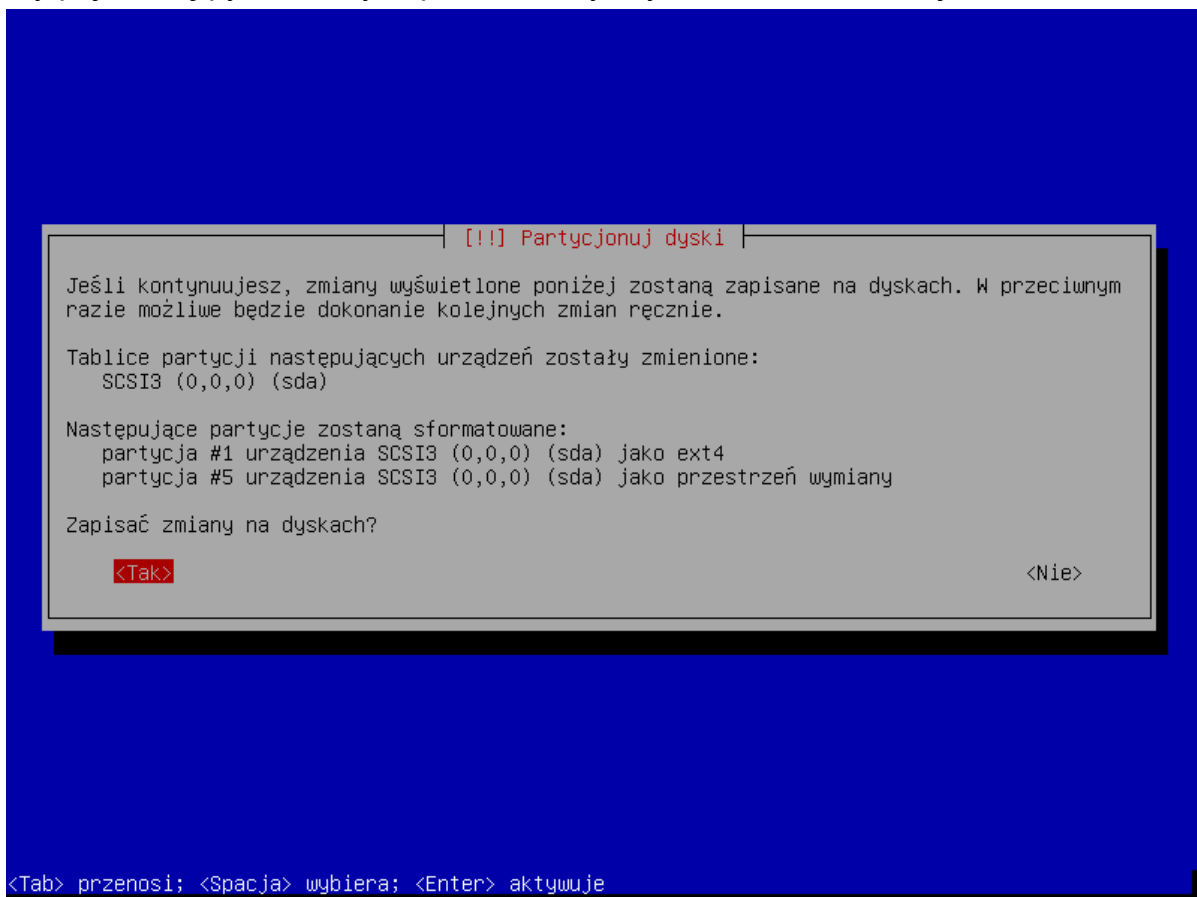 [!!] Partycjonuj dyski
Jeśli kontynuujesz, zmiany wyświetlone poniżej zostaną zapisane na dyskach. W przeciwnym
razie możliwe będzie dokonanie kolejnych zmian ręcznie.
Tablice partycji następujących urządzeń zostały zmienione:
SCSI3 (0,0,0) (sda)
Następujące partycje zostaną sformatowane:
partycja #1 urządzenia SCSI3 (0,0,0) (sda) jako ext4
partycja #5 urządzenia SCSI3 (0,0,0) (sda) jako przestrzeń wymiany
Zapisać zmiany na dyskach?
<Tak> <Nie>
<Tab> przenosi; <Spacja> wybiera; <Enter> aktywuje